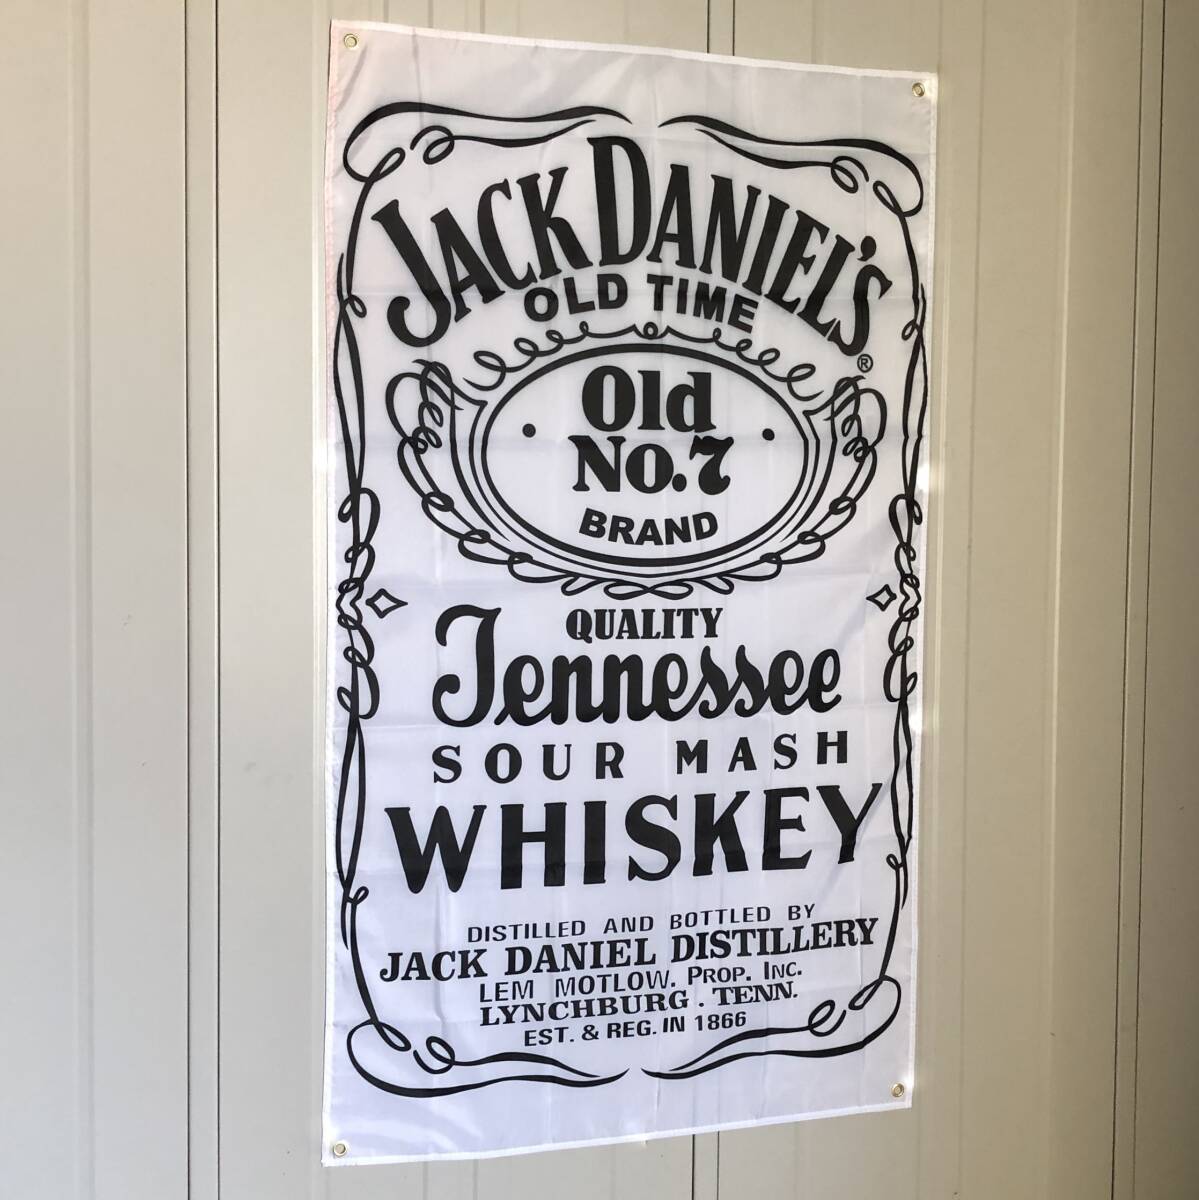 JACK DANIEL'S ®
OLD TIME
• Old •
No.7
BRAND
QUALITY
Tennessee
SOUR MASH
WHISKEY
DISTILLED AND BOTTLED BY
JACK DANIEL DISTILLERY
LEM MOTLOW. PROP. INC.
LYNCHBURG . TENN.
EST. & REG. IN 1866